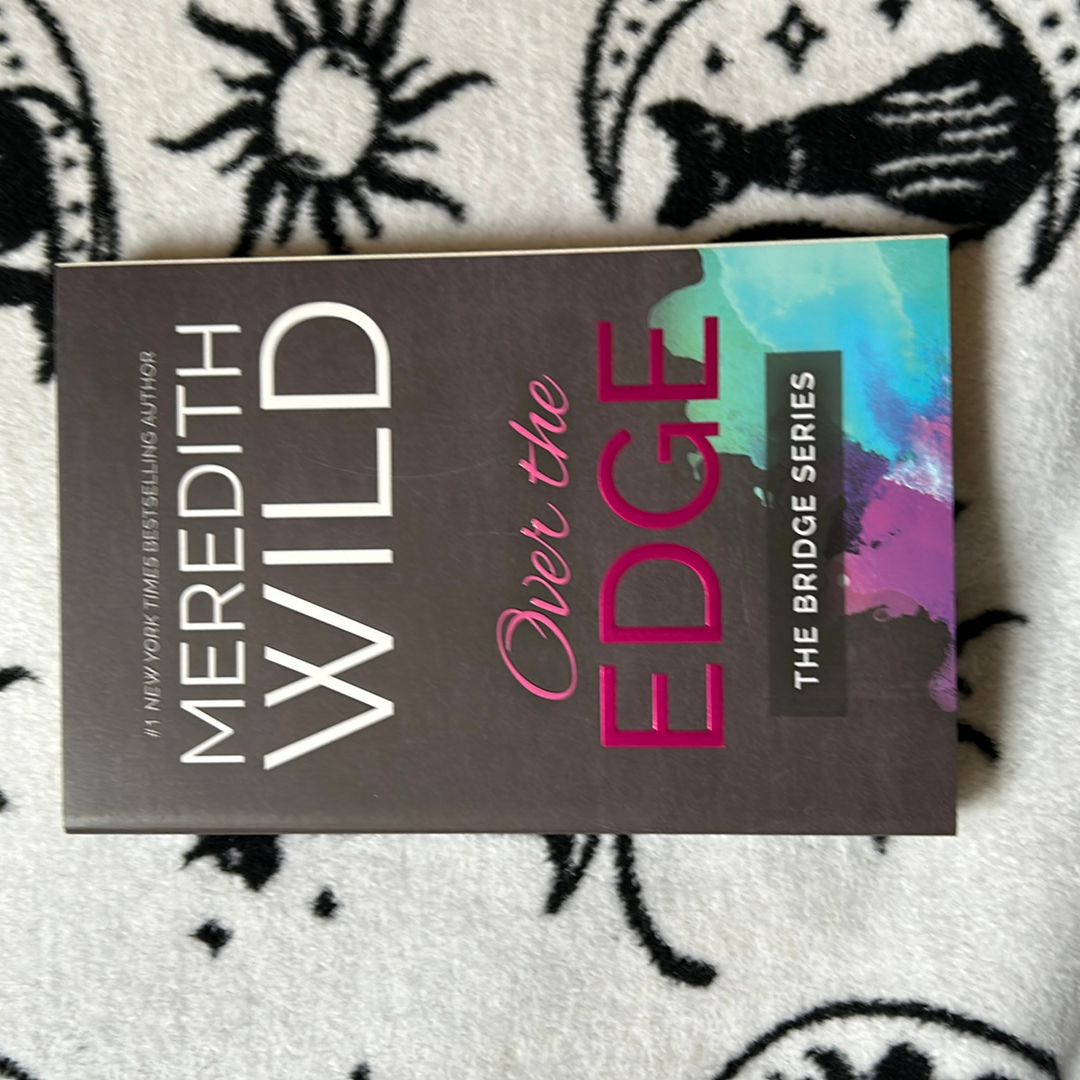 #1 NEW YORK TIMES BESTSELLING AUTHOR
MEREDITH
WILD
Over the
EDGE
THE BRIDGE SERIES